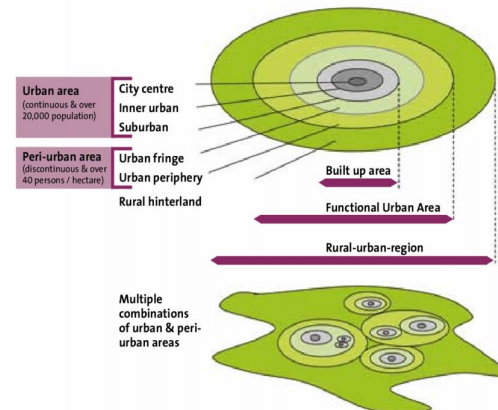 Urban area
(continuous & over
20,000 population)
City centre
Inner urban
Suburban
Peri-urban area
(discontinuous & over
40 persons / hectare)
Urban fringe
Urban periphery
Rural hinterland
Built up area
Functional Urban Area
Rural-urban-region
Multiple
combinations
of urban & peri-
urban areas